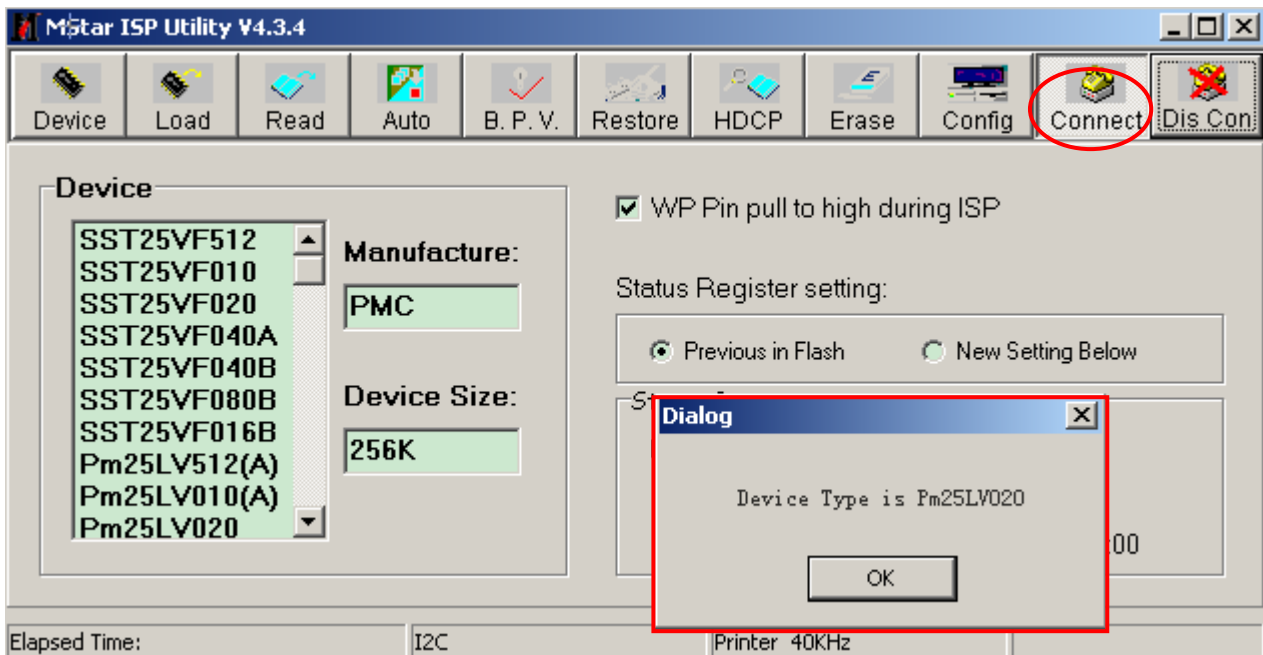 MStar ISP Utility V4.3.4
Device Load Read Auto B. P. V. Restore HDCP Erase Config Connect Dis Con
Device
SST25VF512
SST25VF010
SST25VF020
SST25VF040A
SST25VF040B
SST25VF080B
SST25VF016B
Pm25LV512(A)
Pm25LV010(A)
Pm25LV020
Manufacture:
PMC
Device Size:
256K
WP Pin pull to high during ISP
Status Register setting:
Previous in Flash New Setting Below
Dialog
Device Type is Pm25LV020
OK
:00
Elapsed Time: I2C Printer 40KHz